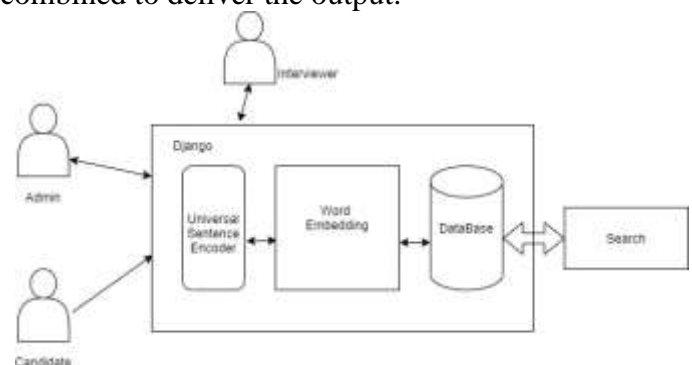 combined to deliver the output.
Interviewer
Django
Admin
Universal
Sentence
Encoder
Word
Embedding
DataBase
Search
Candidate